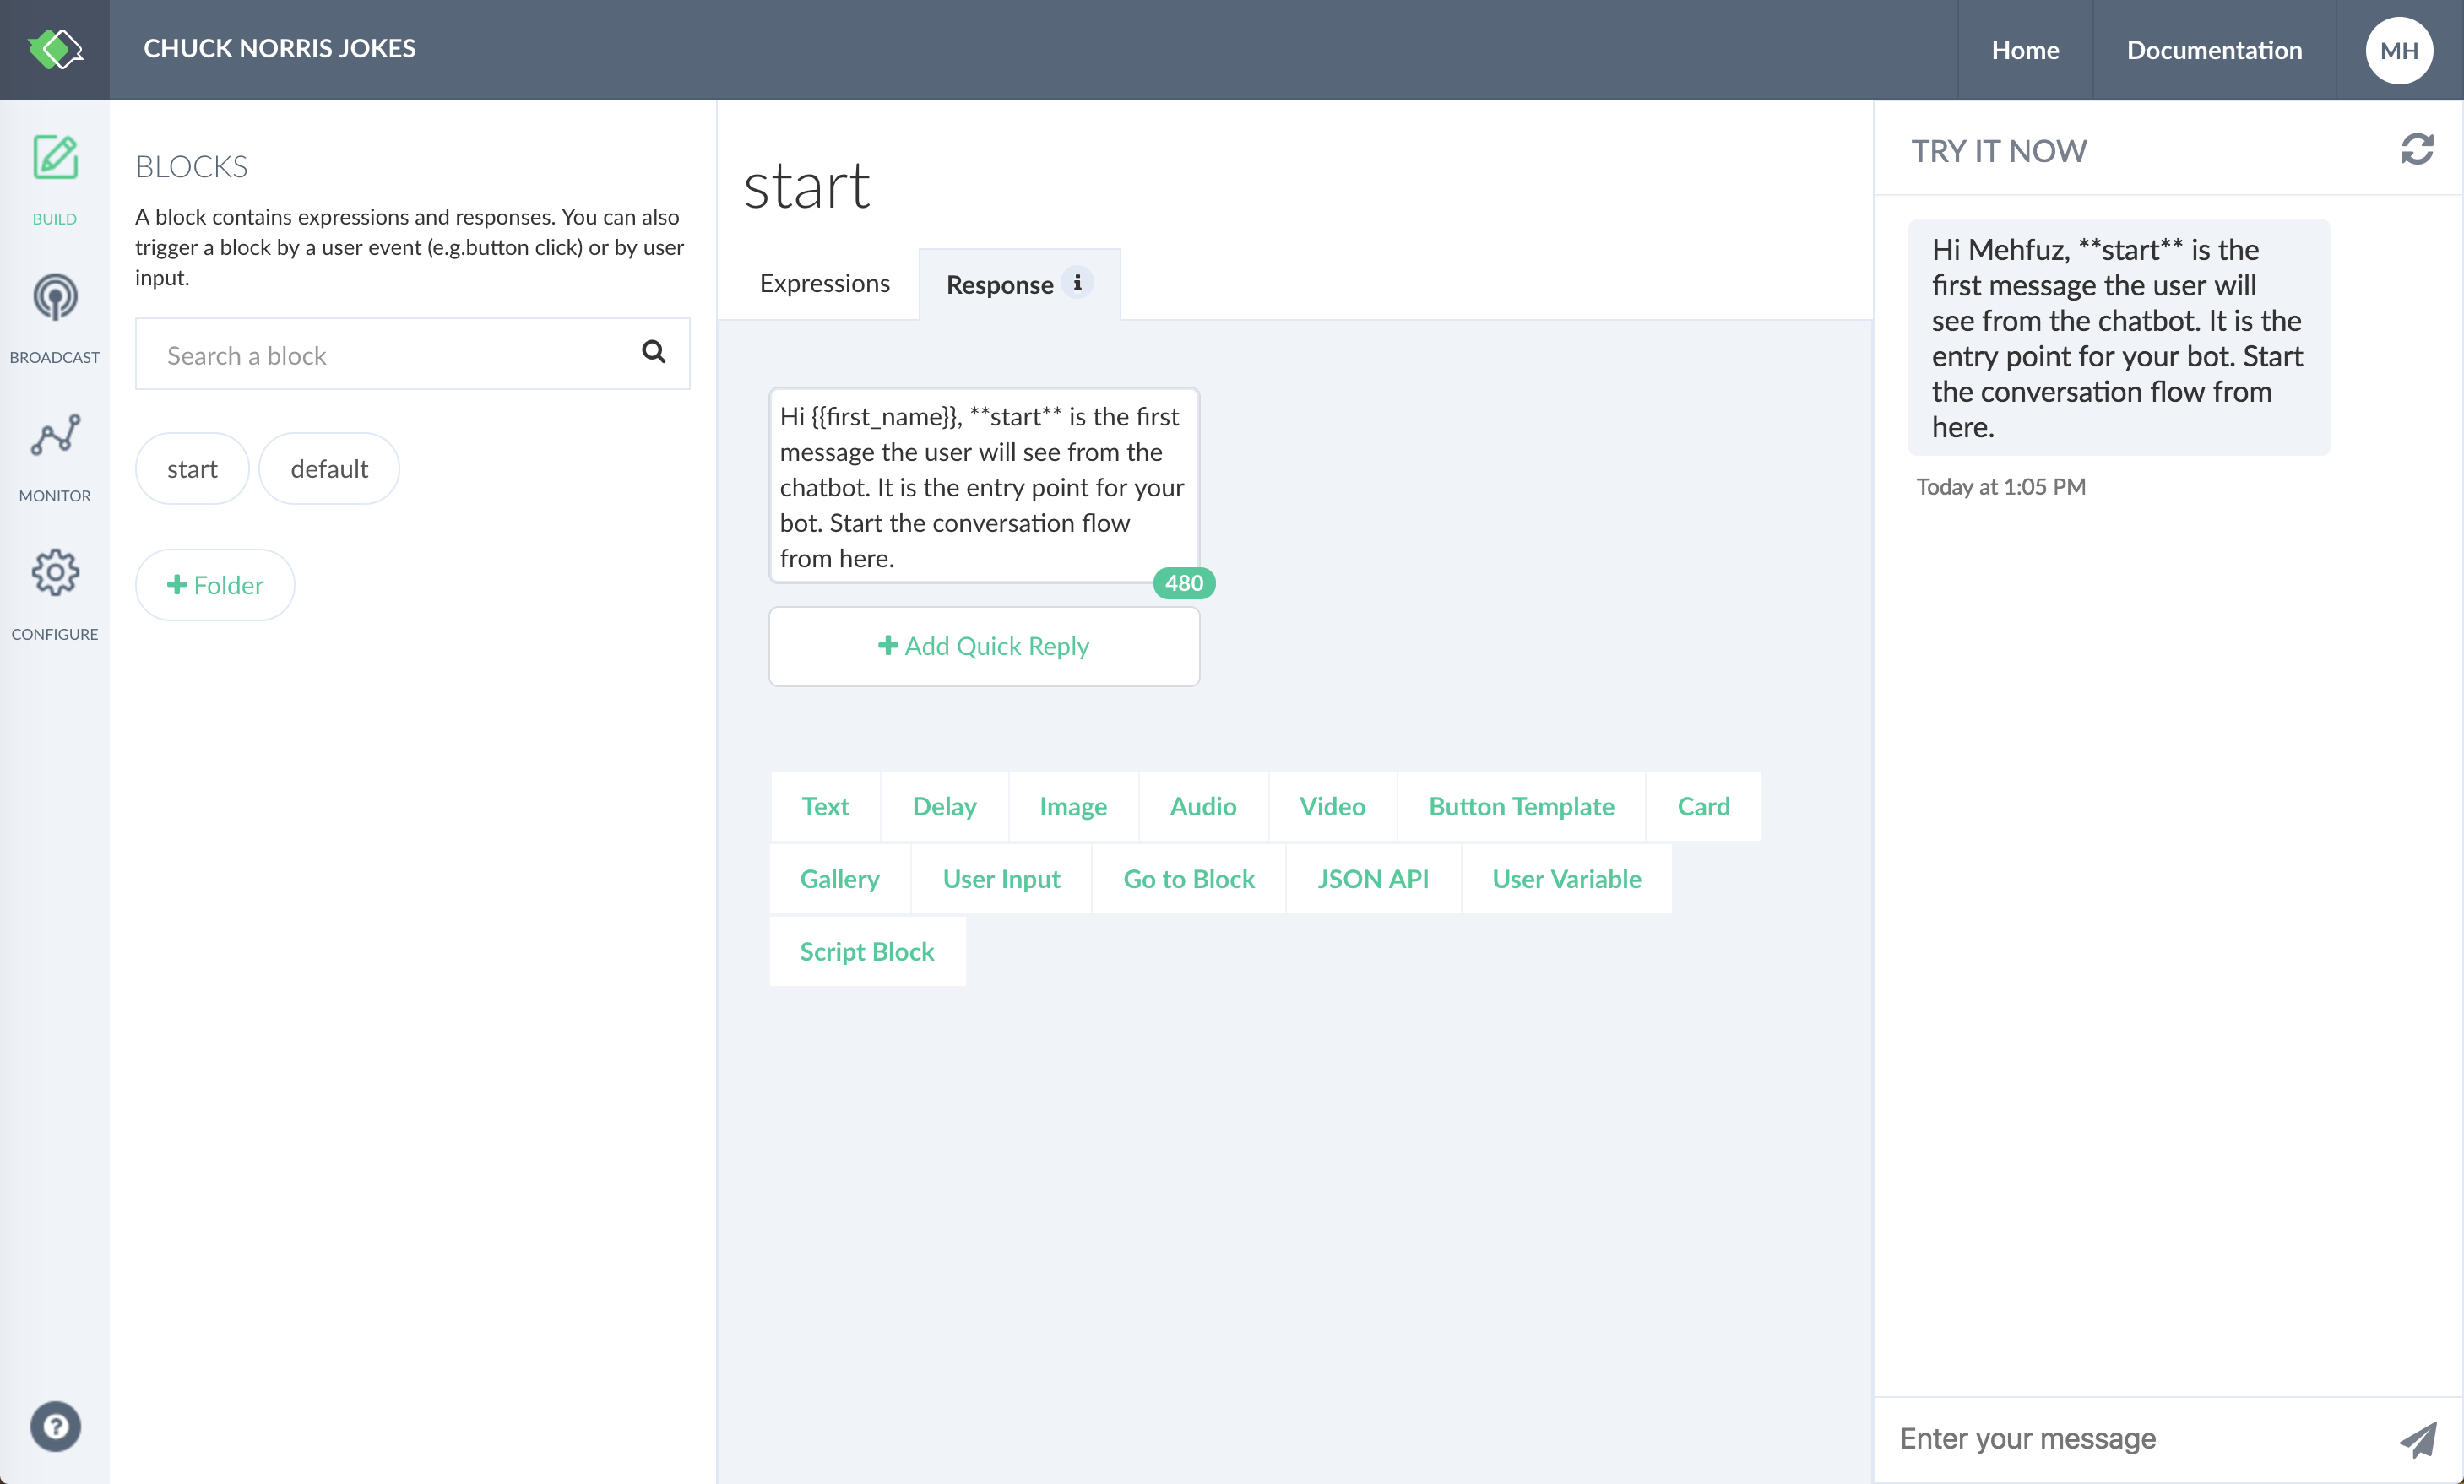 CHUCK NORRIS JOKES
Home
Documentation
MH
BUILD
BROADCAST
MONITOR
CONFIGURE
BLOCKS
A block contains expressions and responses. You can also
trigger a block by a user event (e.g.button click) or by user
input.
Search a block
start
default
Folder
start
Expressions
Response
Hi {{first_name}}, **start** is the first
message the user will see from the
chatbot. It is the entry point for your
bot. Start the conversation flow
from here.
480
Add Quick Reply
Text
Delay
Image
Audio
Video
Button Template
Card
Gallery
User Input
Go to Block
JSON API
User Variable
Script Block
TRY IT NOW
Hi Mehfuz, **start** is the
first message the user will
see from the chatbot. It is the
entry point for your bot. Start
the conversation flow from
here.
Today at 1:05 PM
Enter your message